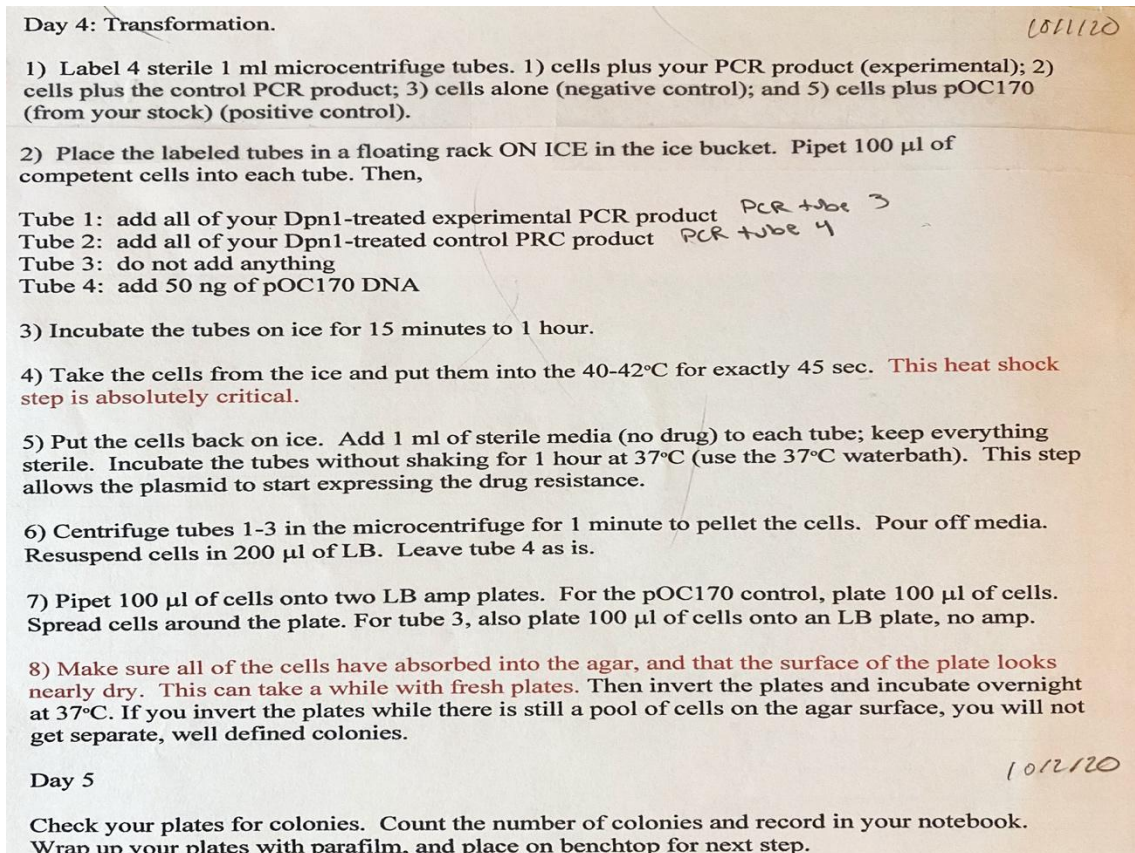 Day 4: Transformation.
10/1/20
1) Label 4 sterile 1 ml microcentrifuge tubes. 1) cells plus your PCR product (experimental); 2)
cells plus the control PCR product; 3) cells alone (negative control); and 5) cells plus pOC170
(from your stock) (positive control).
2) Place the labeled tubes in a floating rack ON ICE in the ice bucket. Pipet 100 µl of
competent cells into each tube. Then,
Tube 1: add all of your Dpn1-treated experimental PCR product PCR tube 3
Tube 2: add all of your Dpn1-treated control PRC product PCR tube 4
Tube 3: do not add anything
Tube 4: add 50 ng of pOC170 DNA
3) Incubate the tubes on ice for 15 minutes to 1 hour.
4) Take the cells from the ice and put them into the 40-42°C for exactly 45 sec. This heat shock
step is absolutely critical.
5) Put the cells back on ice. Add 1 ml of sterile media (no drug) to each tube; keep everything
sterile. Incubate the tubes without shaking for 1 hour at 37°C (use the 37°C waterbath). This step
allows the plasmid to start expressing the drug resistance.
6) Centrifuge tubes 1-3 in the microcentrifuge for 1 minute to pellet the cells. Pour off media.
Resuspend cells in 200 µl of LB. Leave tube 4 as is.
7) Pipet 100 µl of cells onto two LB amp plates. For the pOC170 control, plate 100 µl of cells.
Spread cells around the plate. For tube 3, also plate 100 µl of cells onto an LB plate, no amp.
8) Make sure all of the cells have absorbed into the agar, and that the surface of the plate looks
nearly dry. This can take a while with fresh plates. Then invert the plates and incubate overnight
at 37°C. If you invert the plates while there is still a pool of cells on the agar surface, you will not
get separate, well defined colonies.
Day 5
10/2/20
Check your plates for colonies. Count the number of colonies and record in your notebook.
Wrap up your plates with parafilm, and place on benchtop for next step.